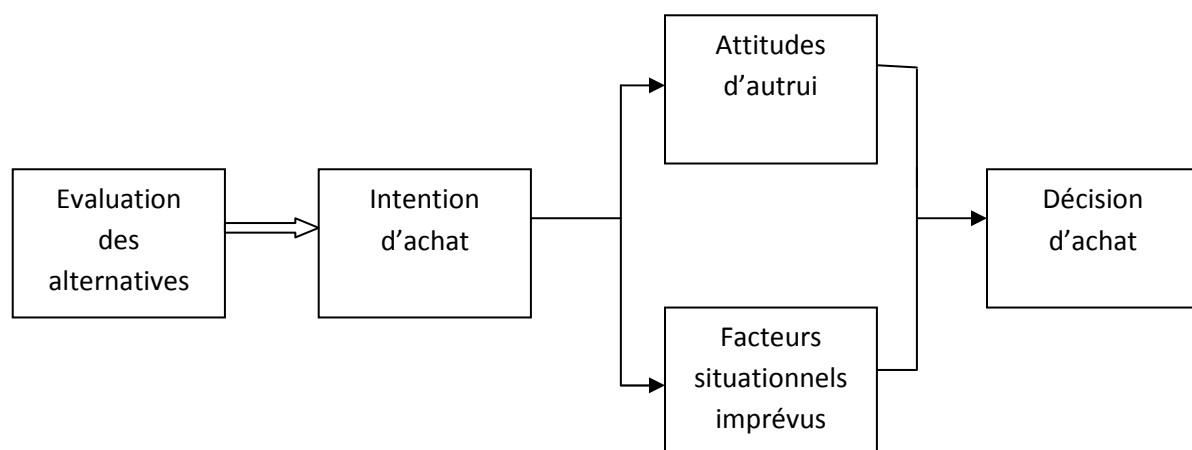 Evaluation
des
alternatives
Intention
d’achat
Attitudes
d’autrui
Facteurs
situationnels
imprévus
Décision
d’achat